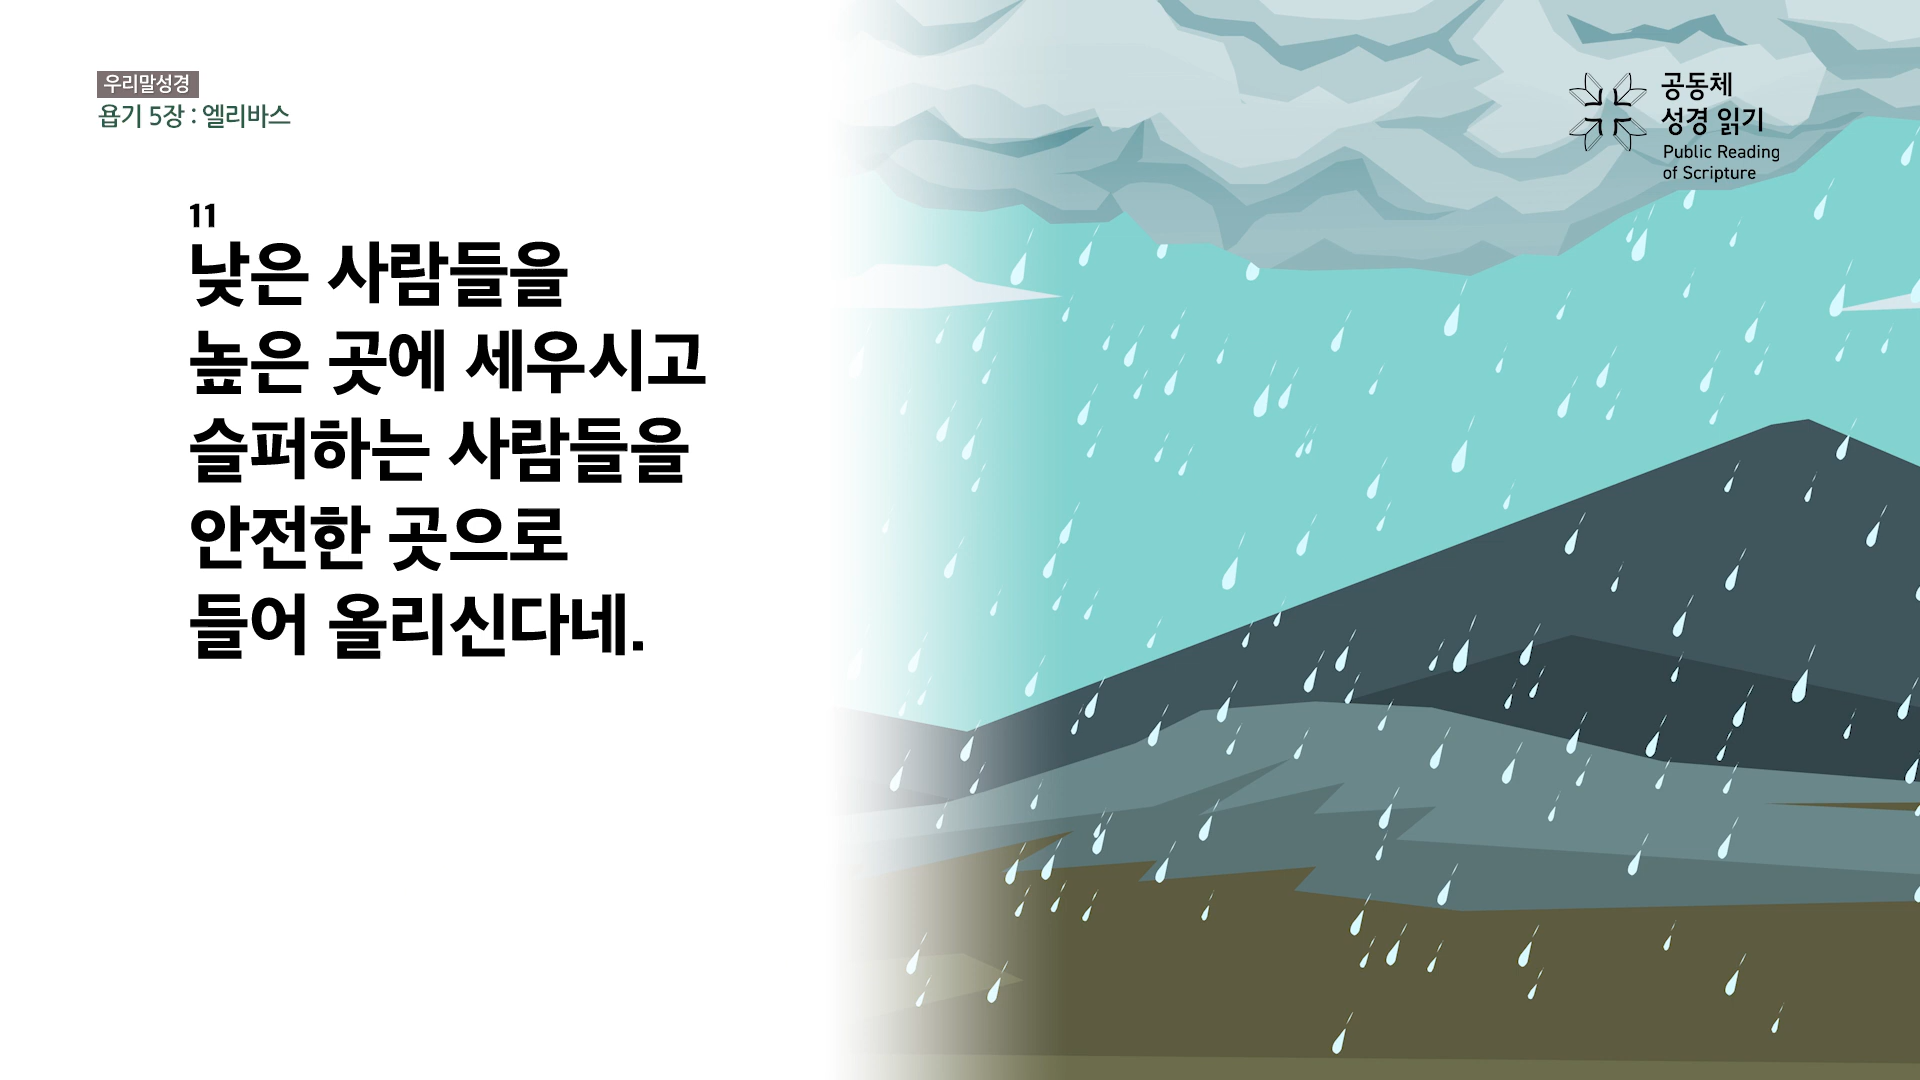 우리말성경
욥기 5장 : 엘리바스
공동체
성경 읽기
Public Reading
of Scripture
11
낮은 사람들을
높은 곳에 세우시고
슬퍼하는 사람들을
안전한 곳으로
들어 올리신다네.